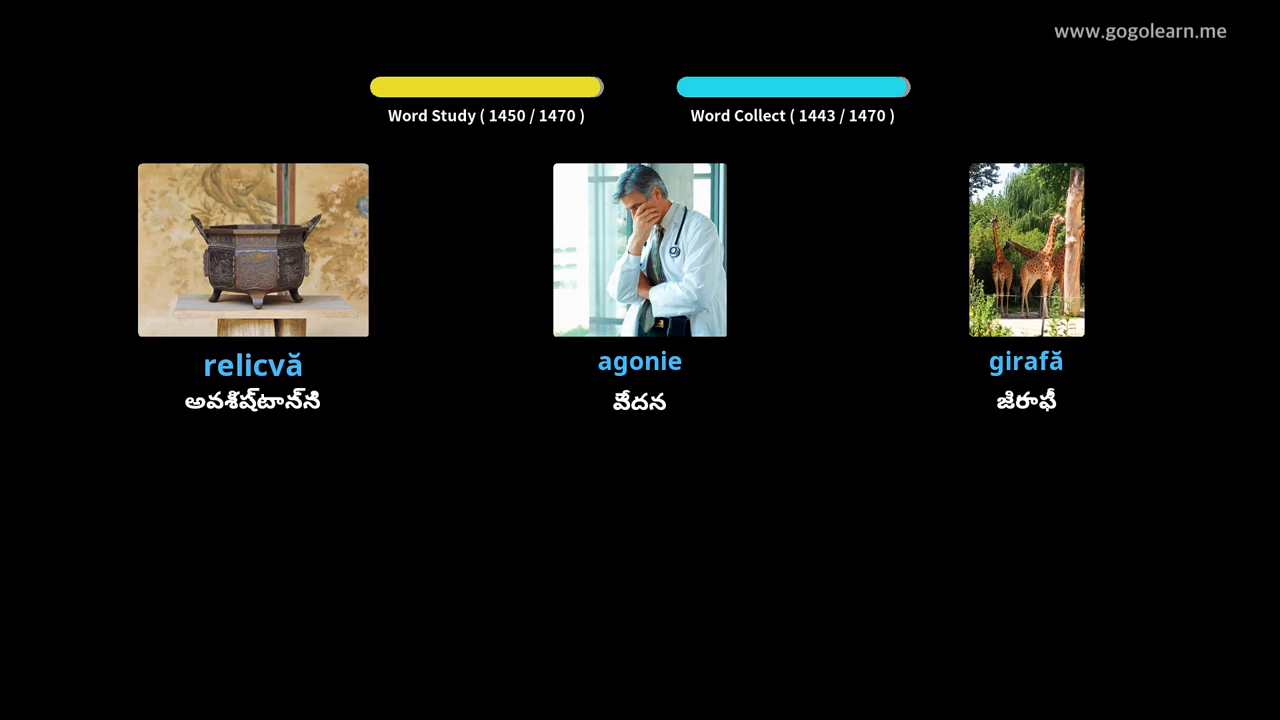 www.gogolearn.me
Word Study ( 1450 / 1470 )
Word Collect ( 1443 / 1470 )
relicvă
agonie
girafă
అవశిష్‌టాన్‌ని
వేదన
జిరాఫీ